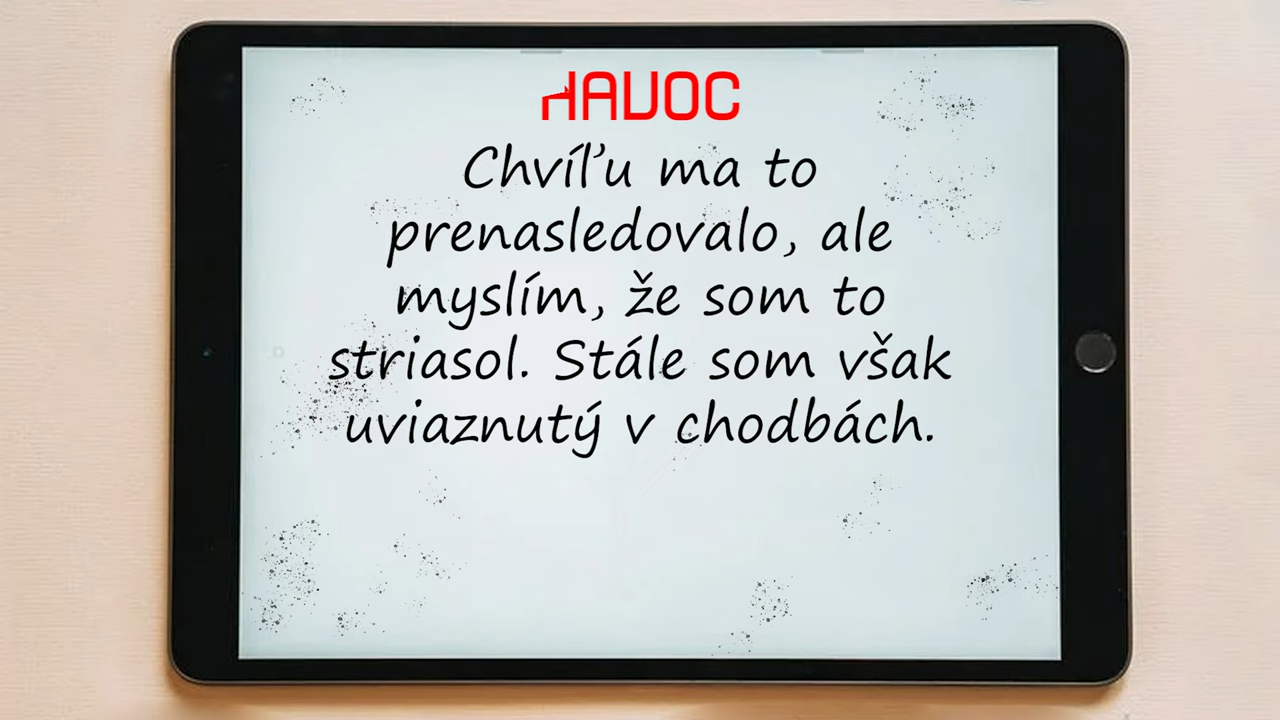 HAVOC
Chvíľu ma to
prenasledovalo, ale
myslím, že som to
striasol. Stále som však
uviaznutý v chodbách.